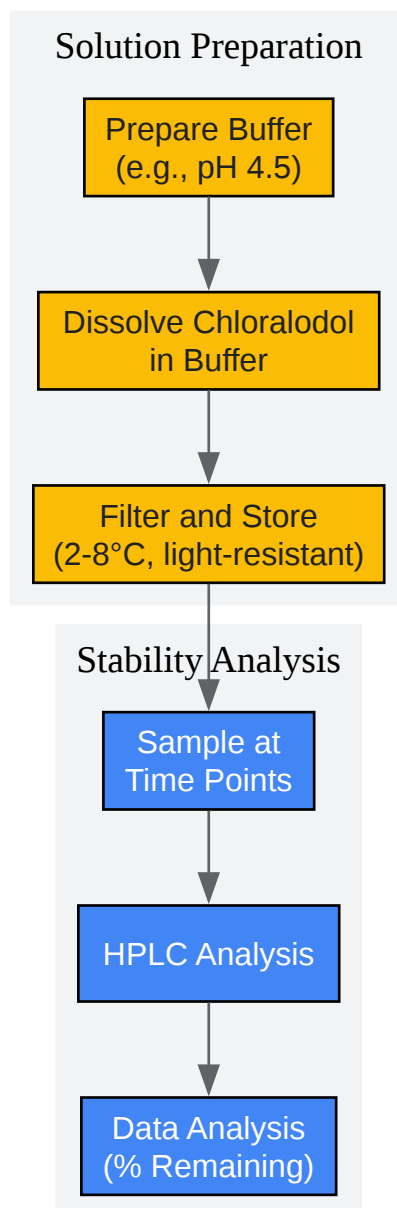 Solution Preparation
Prepare Buffer
(e.g., pH 4.5)
Dissolve Chloralodol
in Buffer
Filter and Store
(2-8°C, light-resistant)
Stability Analysis
Sample at
Time Points
HPLC Analysis
Data Analysis
(% Remaining)